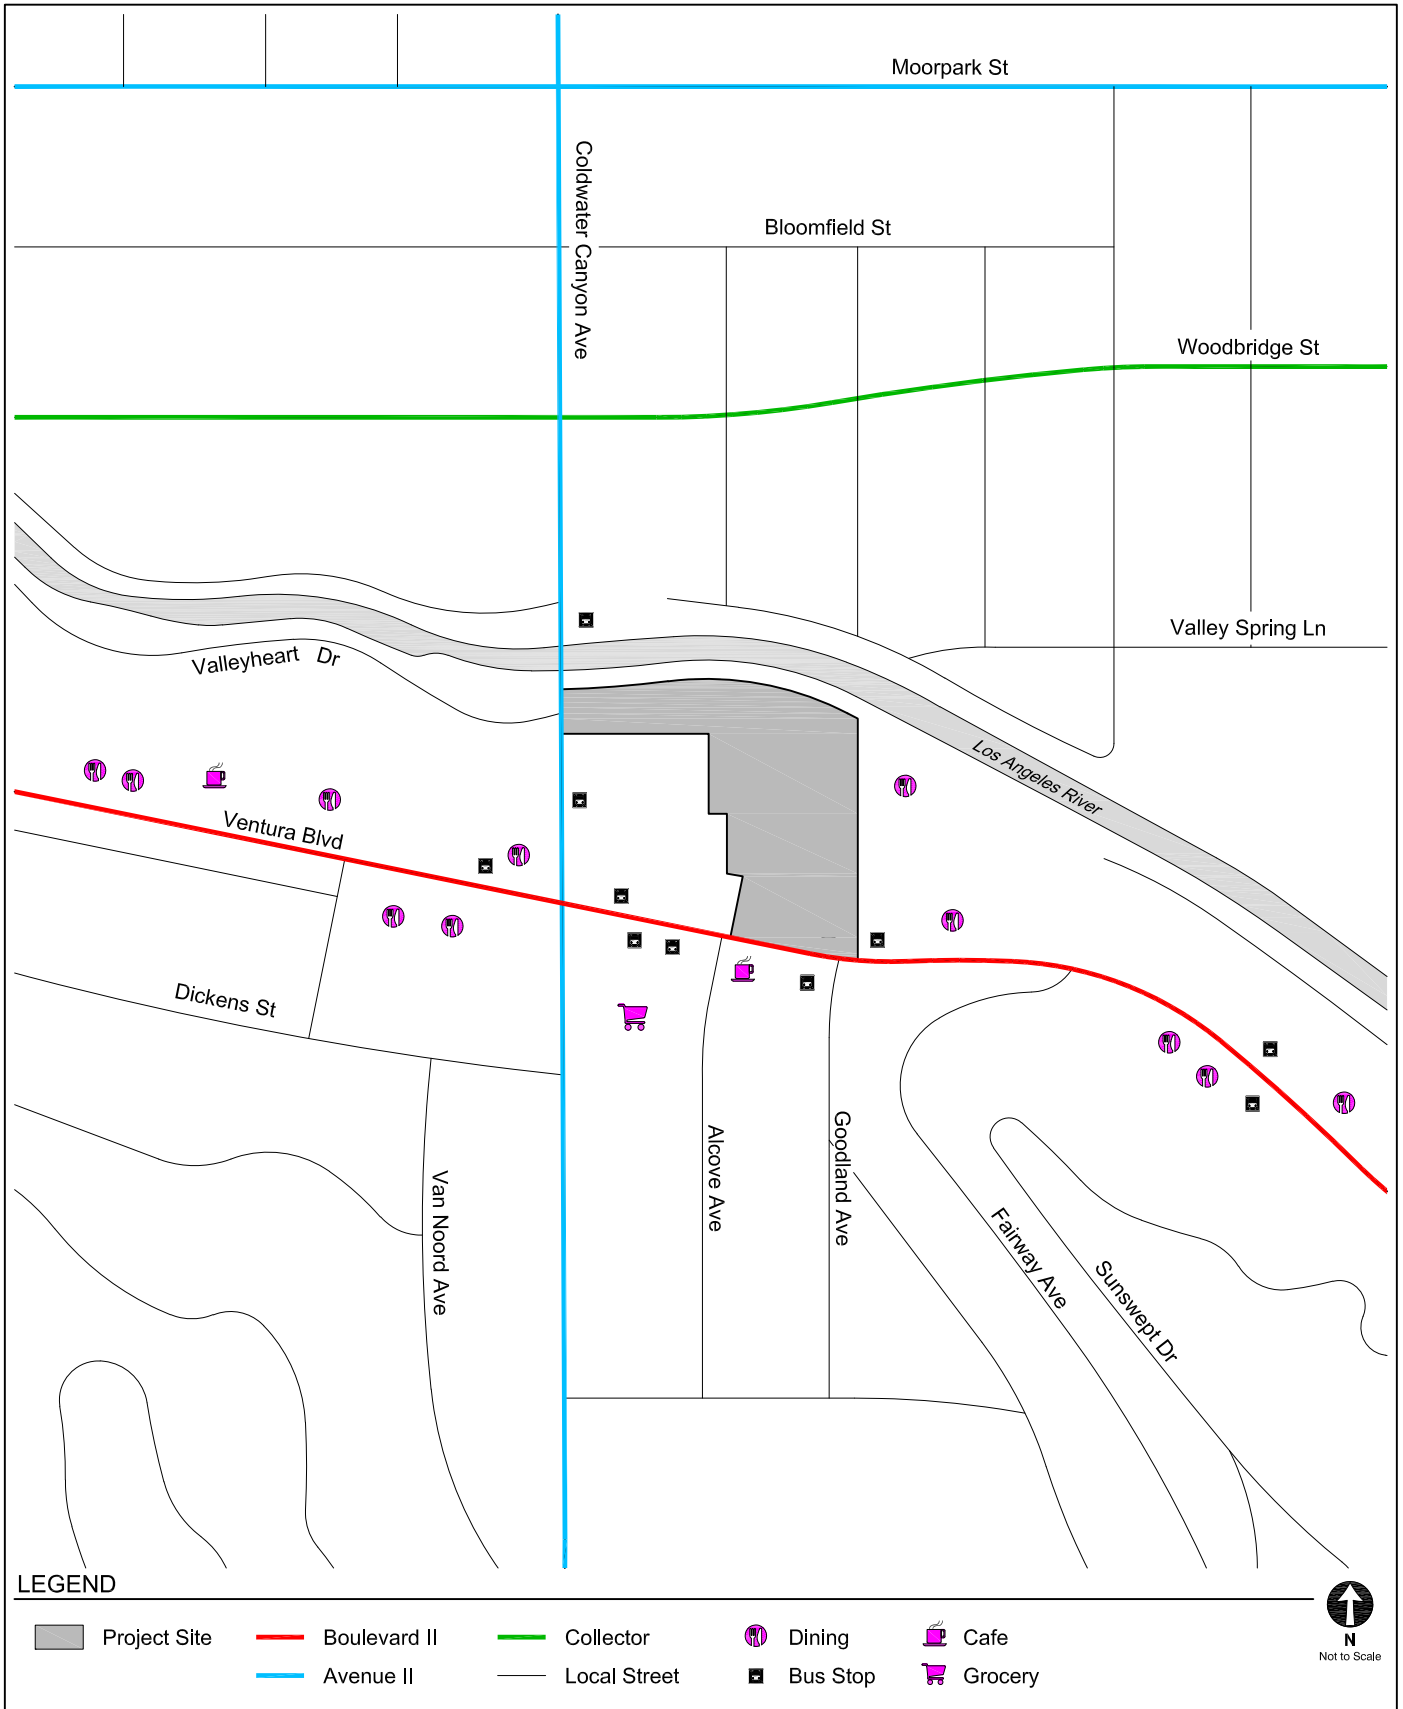 Moorpark St
Coldwater Canyon Ave
Bloomfield St
Woodbridge St
Valley Spring Ln
Valleyheart Dr
Los Angeles River
Ventura Blvd
Dickens St
Alcove Ave
Goodland Ave
Van Noord Ave
Fairway Ave
Sunswept Dr
LEGEND
Project Site
Boulevard II
Collector
Dining
Cafe
Avenue II
Local Street
Bus Stop
Grocery
N
Not to Scale